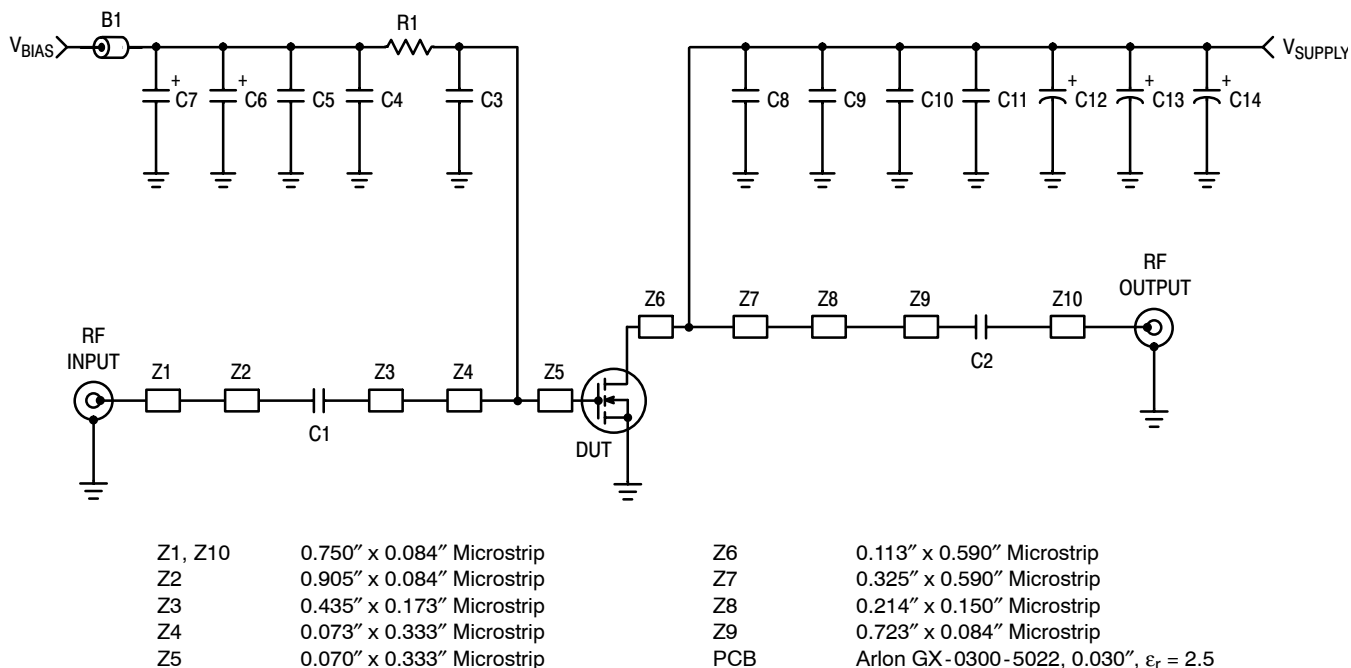 B1
R1
V_BIAS
V_SUPPLY
+ C7
+ C6
C5
C4
C3
C8
C9
C10
C11
+ C12
+ C13
+ C14
RF
INPUT
Z1
Z2
C1
Z3
Z4
Z5
DUT
Z6
Z7
Z8
Z9
C2
Z10
RF
OUTPUT
Z1, Z10 0.750″ x 0.084″ Microstrip
Z2 0.905″ x 0.084″ Microstrip
Z3 0.435″ x 0.173″ Microstrip
Z4 0.073″ x 0.333″ Microstrip
Z5 0.070″ x 0.333″ Microstrip
Z6 0.113″ x 0.590″ Microstrip
Z7 0.325″ x 0.590″ Microstrip
Z8 0.214″ x 0.150″ Microstrip
Z9 0.723″ x 0.084″ Microstrip
PCB Arlon GX-0300-5022, 0.030″, εr = 2.5